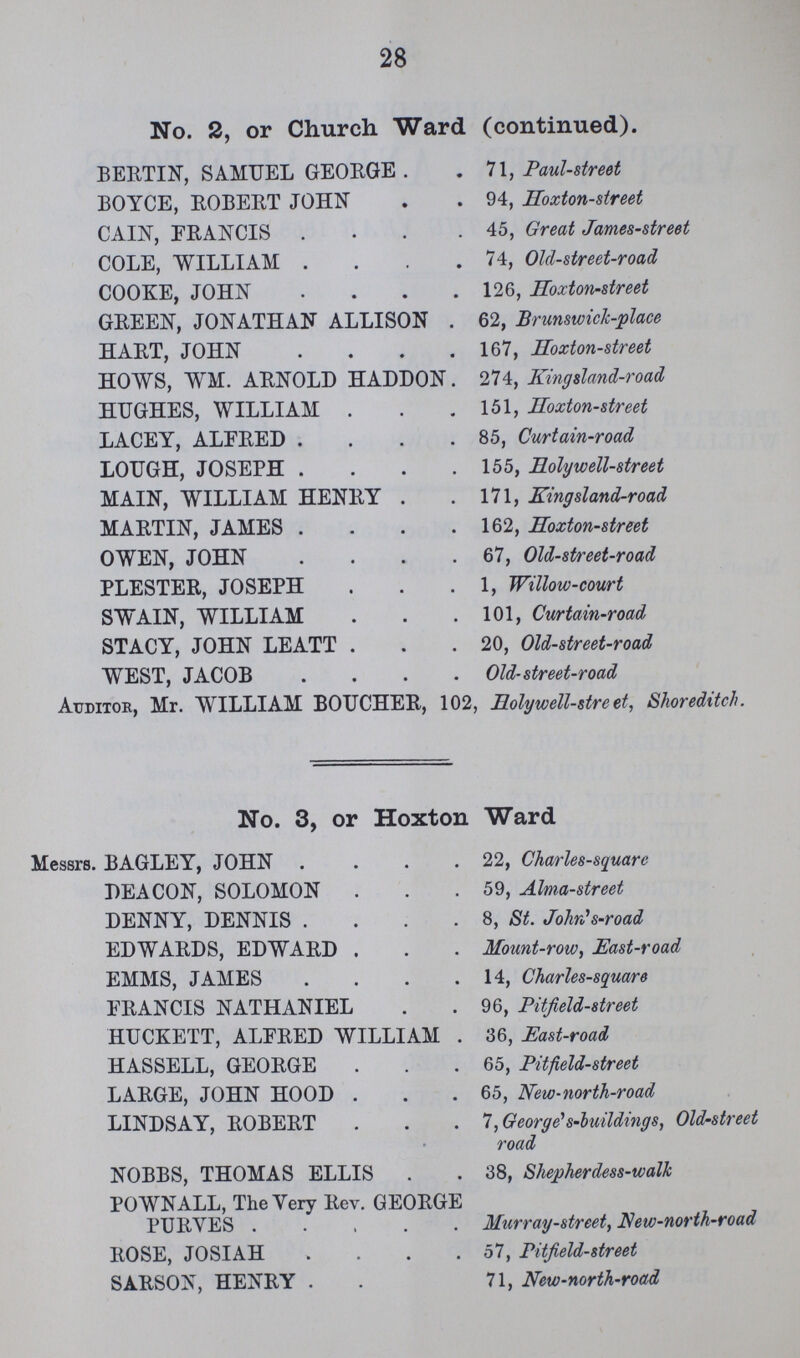 28
No. 2, or Church Ward (continued).
BERTIN, SAMUEL GEORGE . . 71, Paul-street
BOYCE, ROBERT JOHN . . 94, Hoxton-street
CAIN, FRANCIS . . . . 45, Great James-street
COLE, WILLIAM . . . . 74, Old-street-road
COOKE, JOHN . . . . 126, Hoxton-street
GREEN, JONATHAN ALLISON . 62, Brunswick-place
HART, JOHN . . . . 167, Hoxton-street
HOWS, WM. ARNOLD HADDON . 274, Kingsland-road
HUGHES, WILLIAM . . . 151, Hoxton-street
LACEY, ALFRED . . . . 85, Curtain-road
LOUGH, JOSEPH . . . . 155, Holywell-street
MAIN, WILLIAM HENRY . . 171, Kingsland-road
MARTIN, JAMES . . . . 162, Hoxton-street
OWEN, JOHN . . . . 67, Old-street-road
PLESTER, JOSEPH . . . 1, Willow-court
SWAIN, WILLIAM . . . 101, Curtain-road
STACY, JOHN LEATT . . . 20, Old-street-road
WEST, JACOB . . . . Old-street-road
AUDITOR, Mr. WILLIAM BOUCHER, 102, Holywell-street, Shoreditch.
No. 3, or Hoxton Ward
Messrs. BAGLEY, JOHN . . . . 22, Charles-square
DEACON, SOLOMON . . . 59, Alma-street
DENNY, DENNIS . . . . 8, St. John's-road
EDWARDS, EDWARD . . . Mount-row, East-road
EMMS, JAMES . . . . 14, Charles-square
FRANCIS NATHANIEL . . 96, Pitfield-street
HUCKETT, ALFRED WILLIAM . 36, East-road
HASSELL, GEORGE . . . 65, Pitfield-street
LARGE, JOHN HOOD . . . 65, New-north-road
LINDSAY, ROBERT . . . 7, George's-buildings, Old-street
road
NOBBS, THOMAS ELLIS . . 38, Shepherdess-walk
POWNALL, The Very Rev. GEORGE
PURVES . . . . . Murray-street, New-north-road
ROSE, JOSIAH . . . . 57, Pitfield-street
SARSON, HENRY . . 71, New-north-road